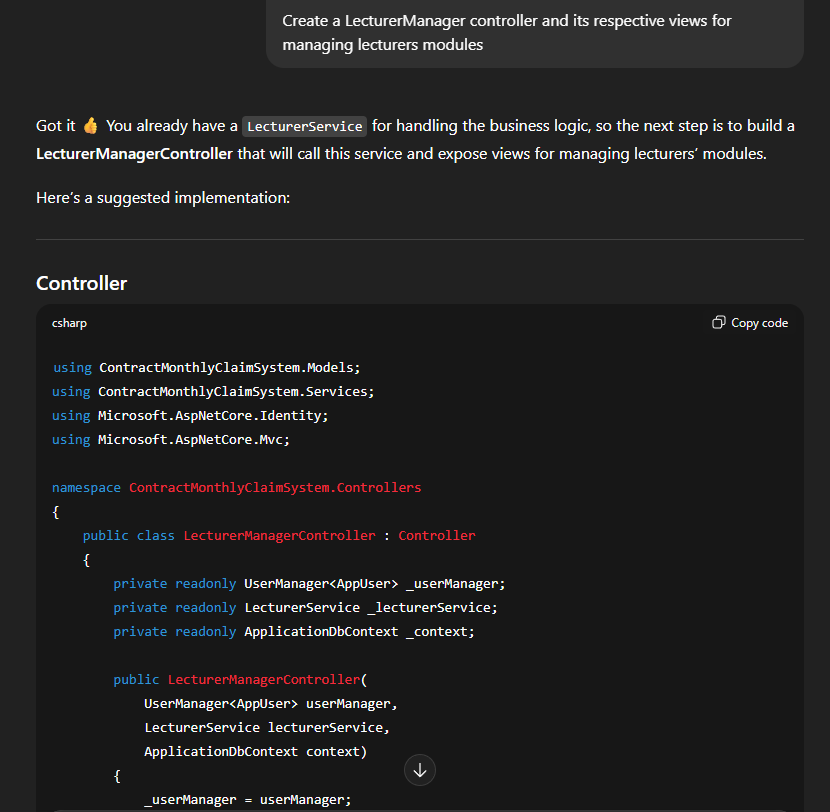 Create a LecturerManager controller and its respective views for
managing lecturers modules
Got it 👍 You already have a LecturerService for handling the business logic, so the next step is to build a
LecturerManagerController that will call this service and expose views for managing lecturers’ modules.
Here’s a suggested implementation:
Controller
csharp
Copy code
using ContractMonthlyClaimSystem.Models;
using ContractMonthlyClaimSystem.Services;
using Microsoft.AspNetCore.Identity;
using Microsoft.AspNetCore.Mvc;
namespace ContractMonthlyClaimSystem.Controllers
{
public class LecturerManagerController : Controller
{
private readonly UserManager<AppUser> _userManager;
private readonly LecturerService _lecturerService;
private readonly ApplicationDbContext _context;
public LecturerManagerController(
UserManager<AppUser> userManager,
LecturerService lecturerService,
ApplicationDbContext context)
{
_userManager = userManager;